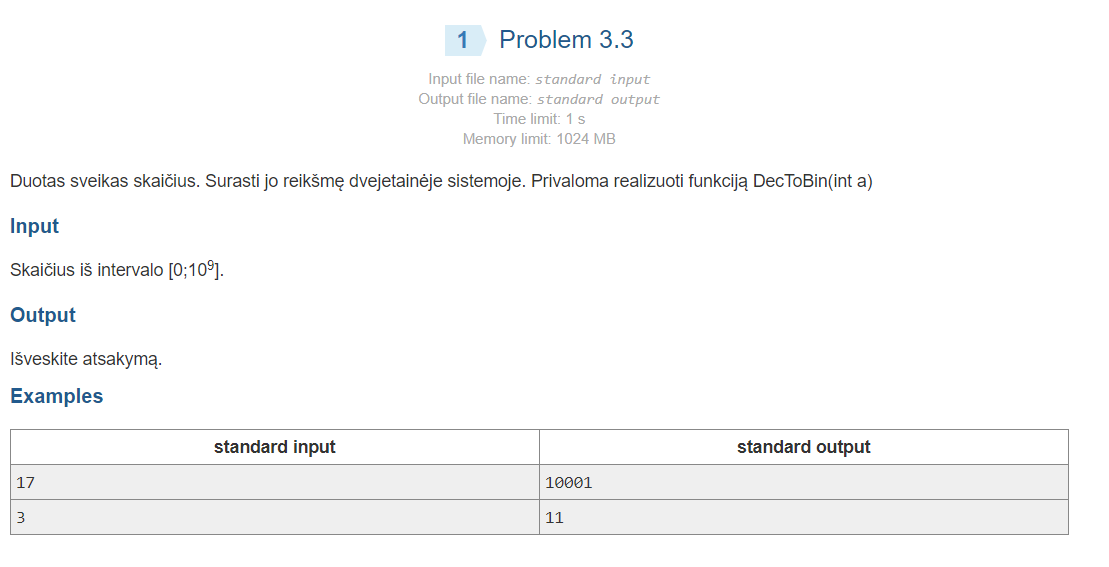 1 Problem 3.3
Input file name: standard input
Output file name: standard output
Time limit: 1 s
Memory limit: 1024 MB
Duotas sveikas skaičius. Surasti jo reikšmę dvejetainėje sistemoje. Privaloma realizuoti funkciją DecToBin(int a)
Input
Skaičius iš intervalo [0;10⁹].
Output
Išveskite atsakymą.
Examples
standard input standard output
17 10001
3 11